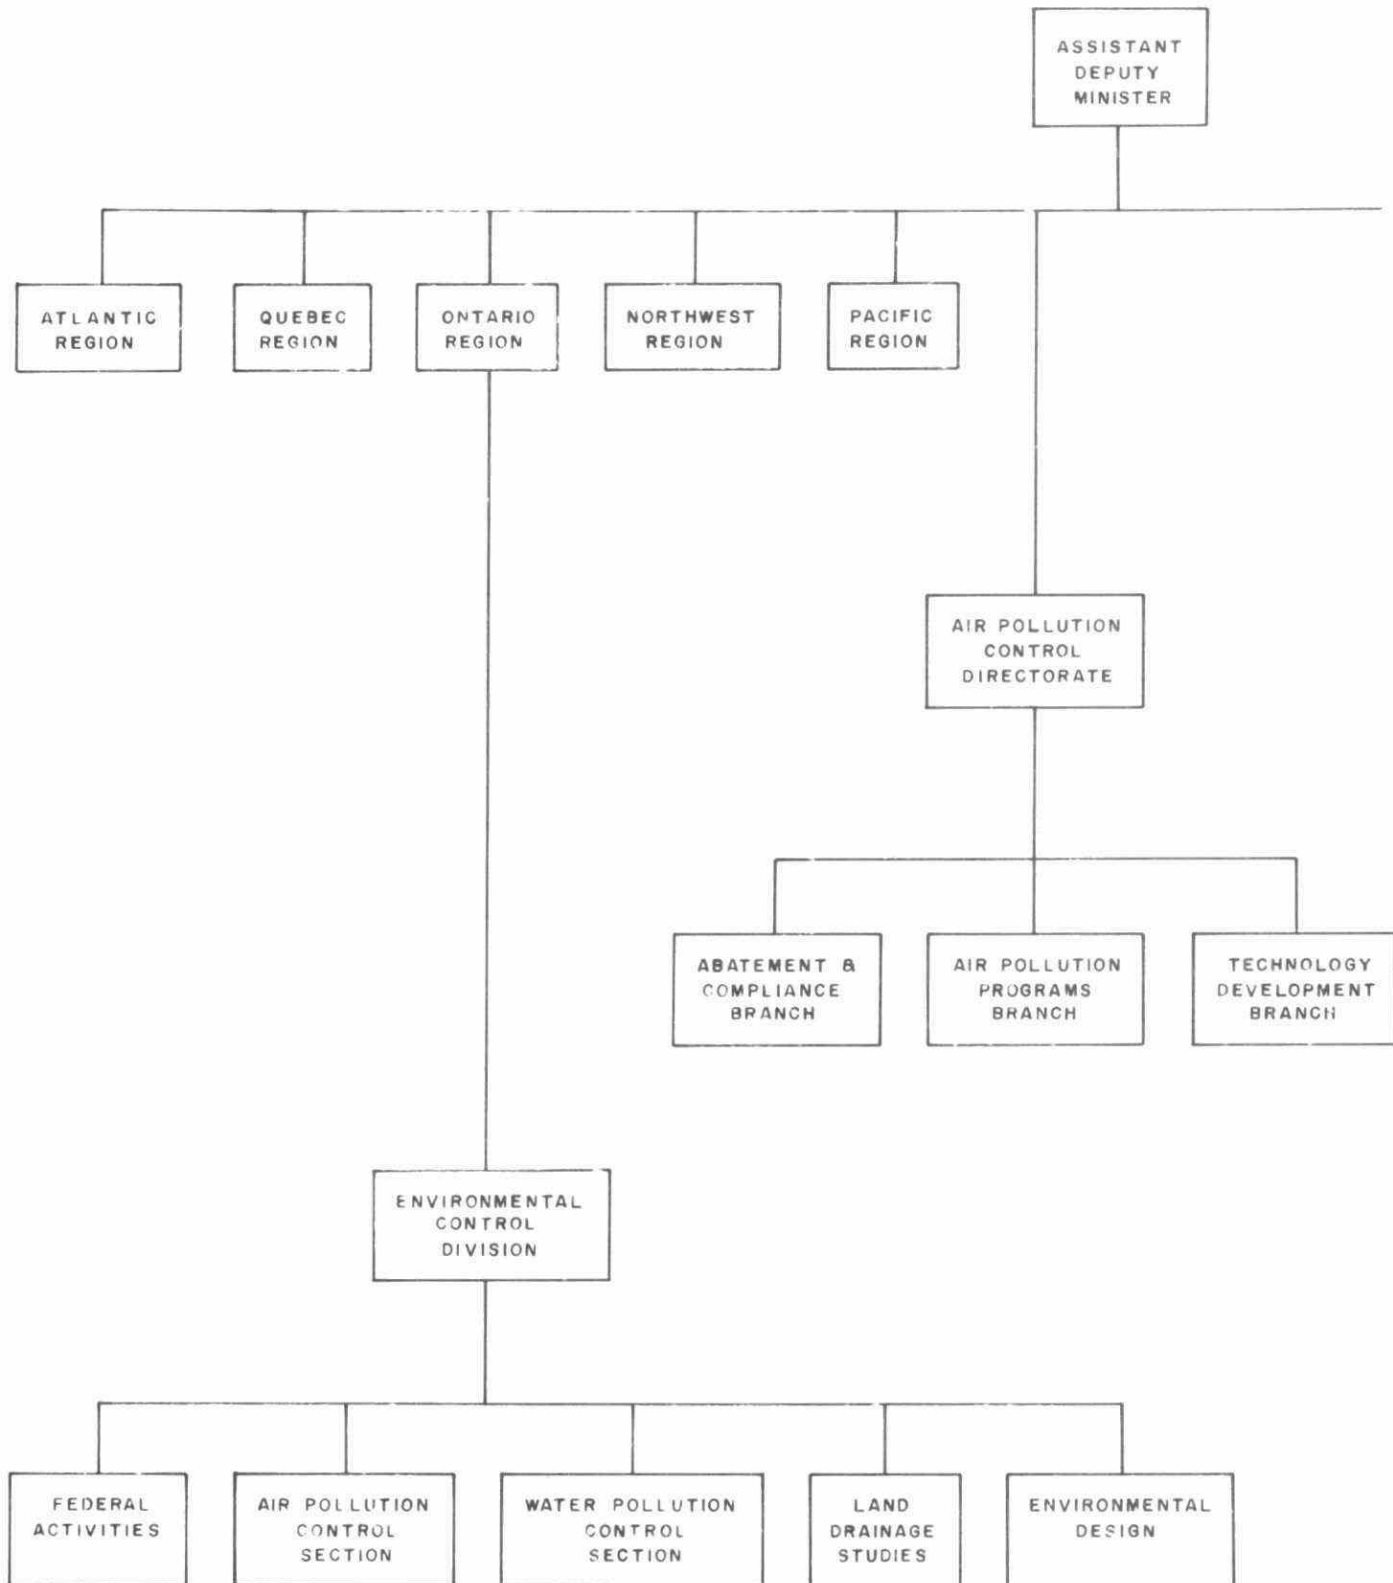 ASSISTANT
DEPUTY
MINISTER
ATLANTIC
REGION
QUEBEC
REGION
ONTARIO
REGION
NORTHWEST
REGION
PACIFIC
REGION
AIR POLLUTION
CONTROL
DIRECTORATE
ABATEMENT &
COMPLIANCE
BRANCH
AIR POLLUTION
PROGRAMS
BRANCH
TECHNOLOGY
DEVELOPMENT
BRANCH
ENVIRONMENTAL
CONTROL
DIVISION
FEDERAL
ACTIVITIES
AIR POLLUTION
CONTROL
SECTION
WATER POLLUTION
CONTROL
SECTION
LAND
DRAINAGE
STUDIES
ENVIRONMENTAL
DESIGN